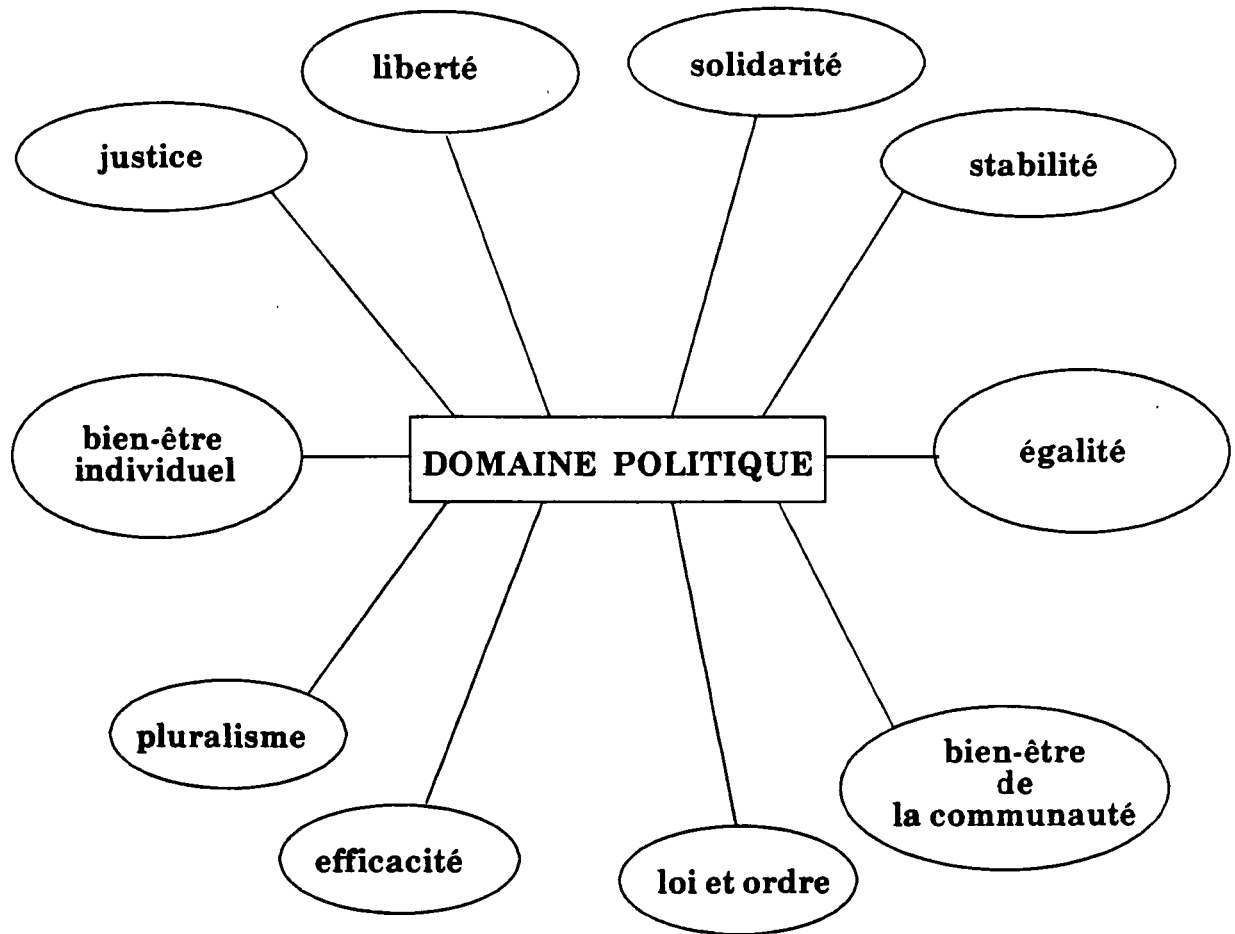 liberté
solidarité
justice
stabilité
bien-être
individuel
DOMAINE POLITIQUE
égalité
pluralisme
bien-être
de
la communauté
efficacité
loi et ordre